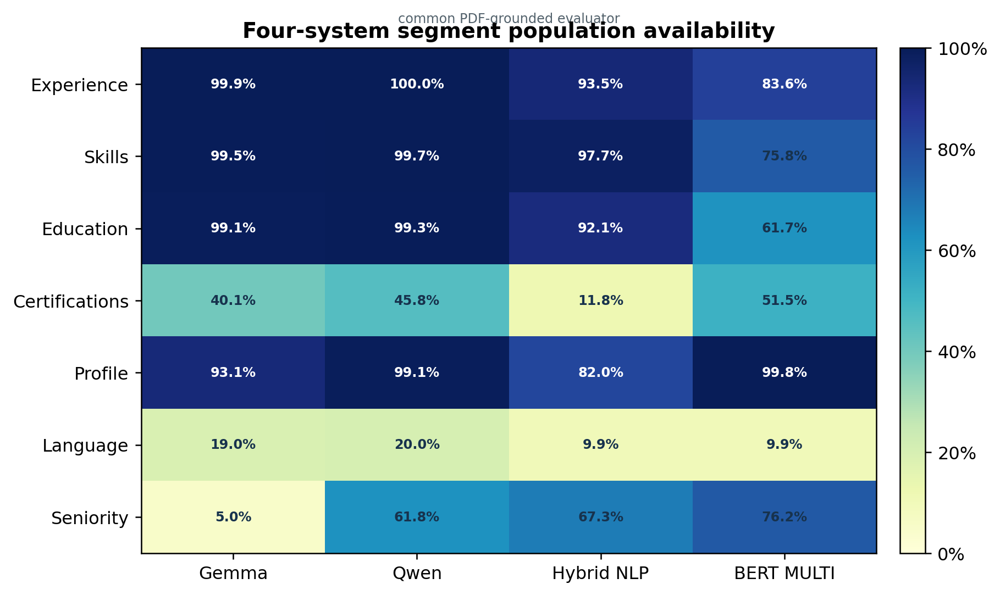 common PDF-grounded evaluator
Four-system segment population availability
Experience 99.9% 100.0% 93.5% 83.6%
Skills 99.5% 99.7% 97.7% 75.8%
Education 99.1% 99.3% 92.1% 61.7%
Certifications 40.1% 45.8% 11.8% 51.5%
Profile 93.1% 99.1% 82.0% 99.8%
Language 19.0% 20.0% 9.9% 9.9%
Seniority 5.0% 61.8% 67.3% 76.2%
Gemma Qwen Hybrid NLP BERT MULTI
100%
80%
60%
40%
20%
0%